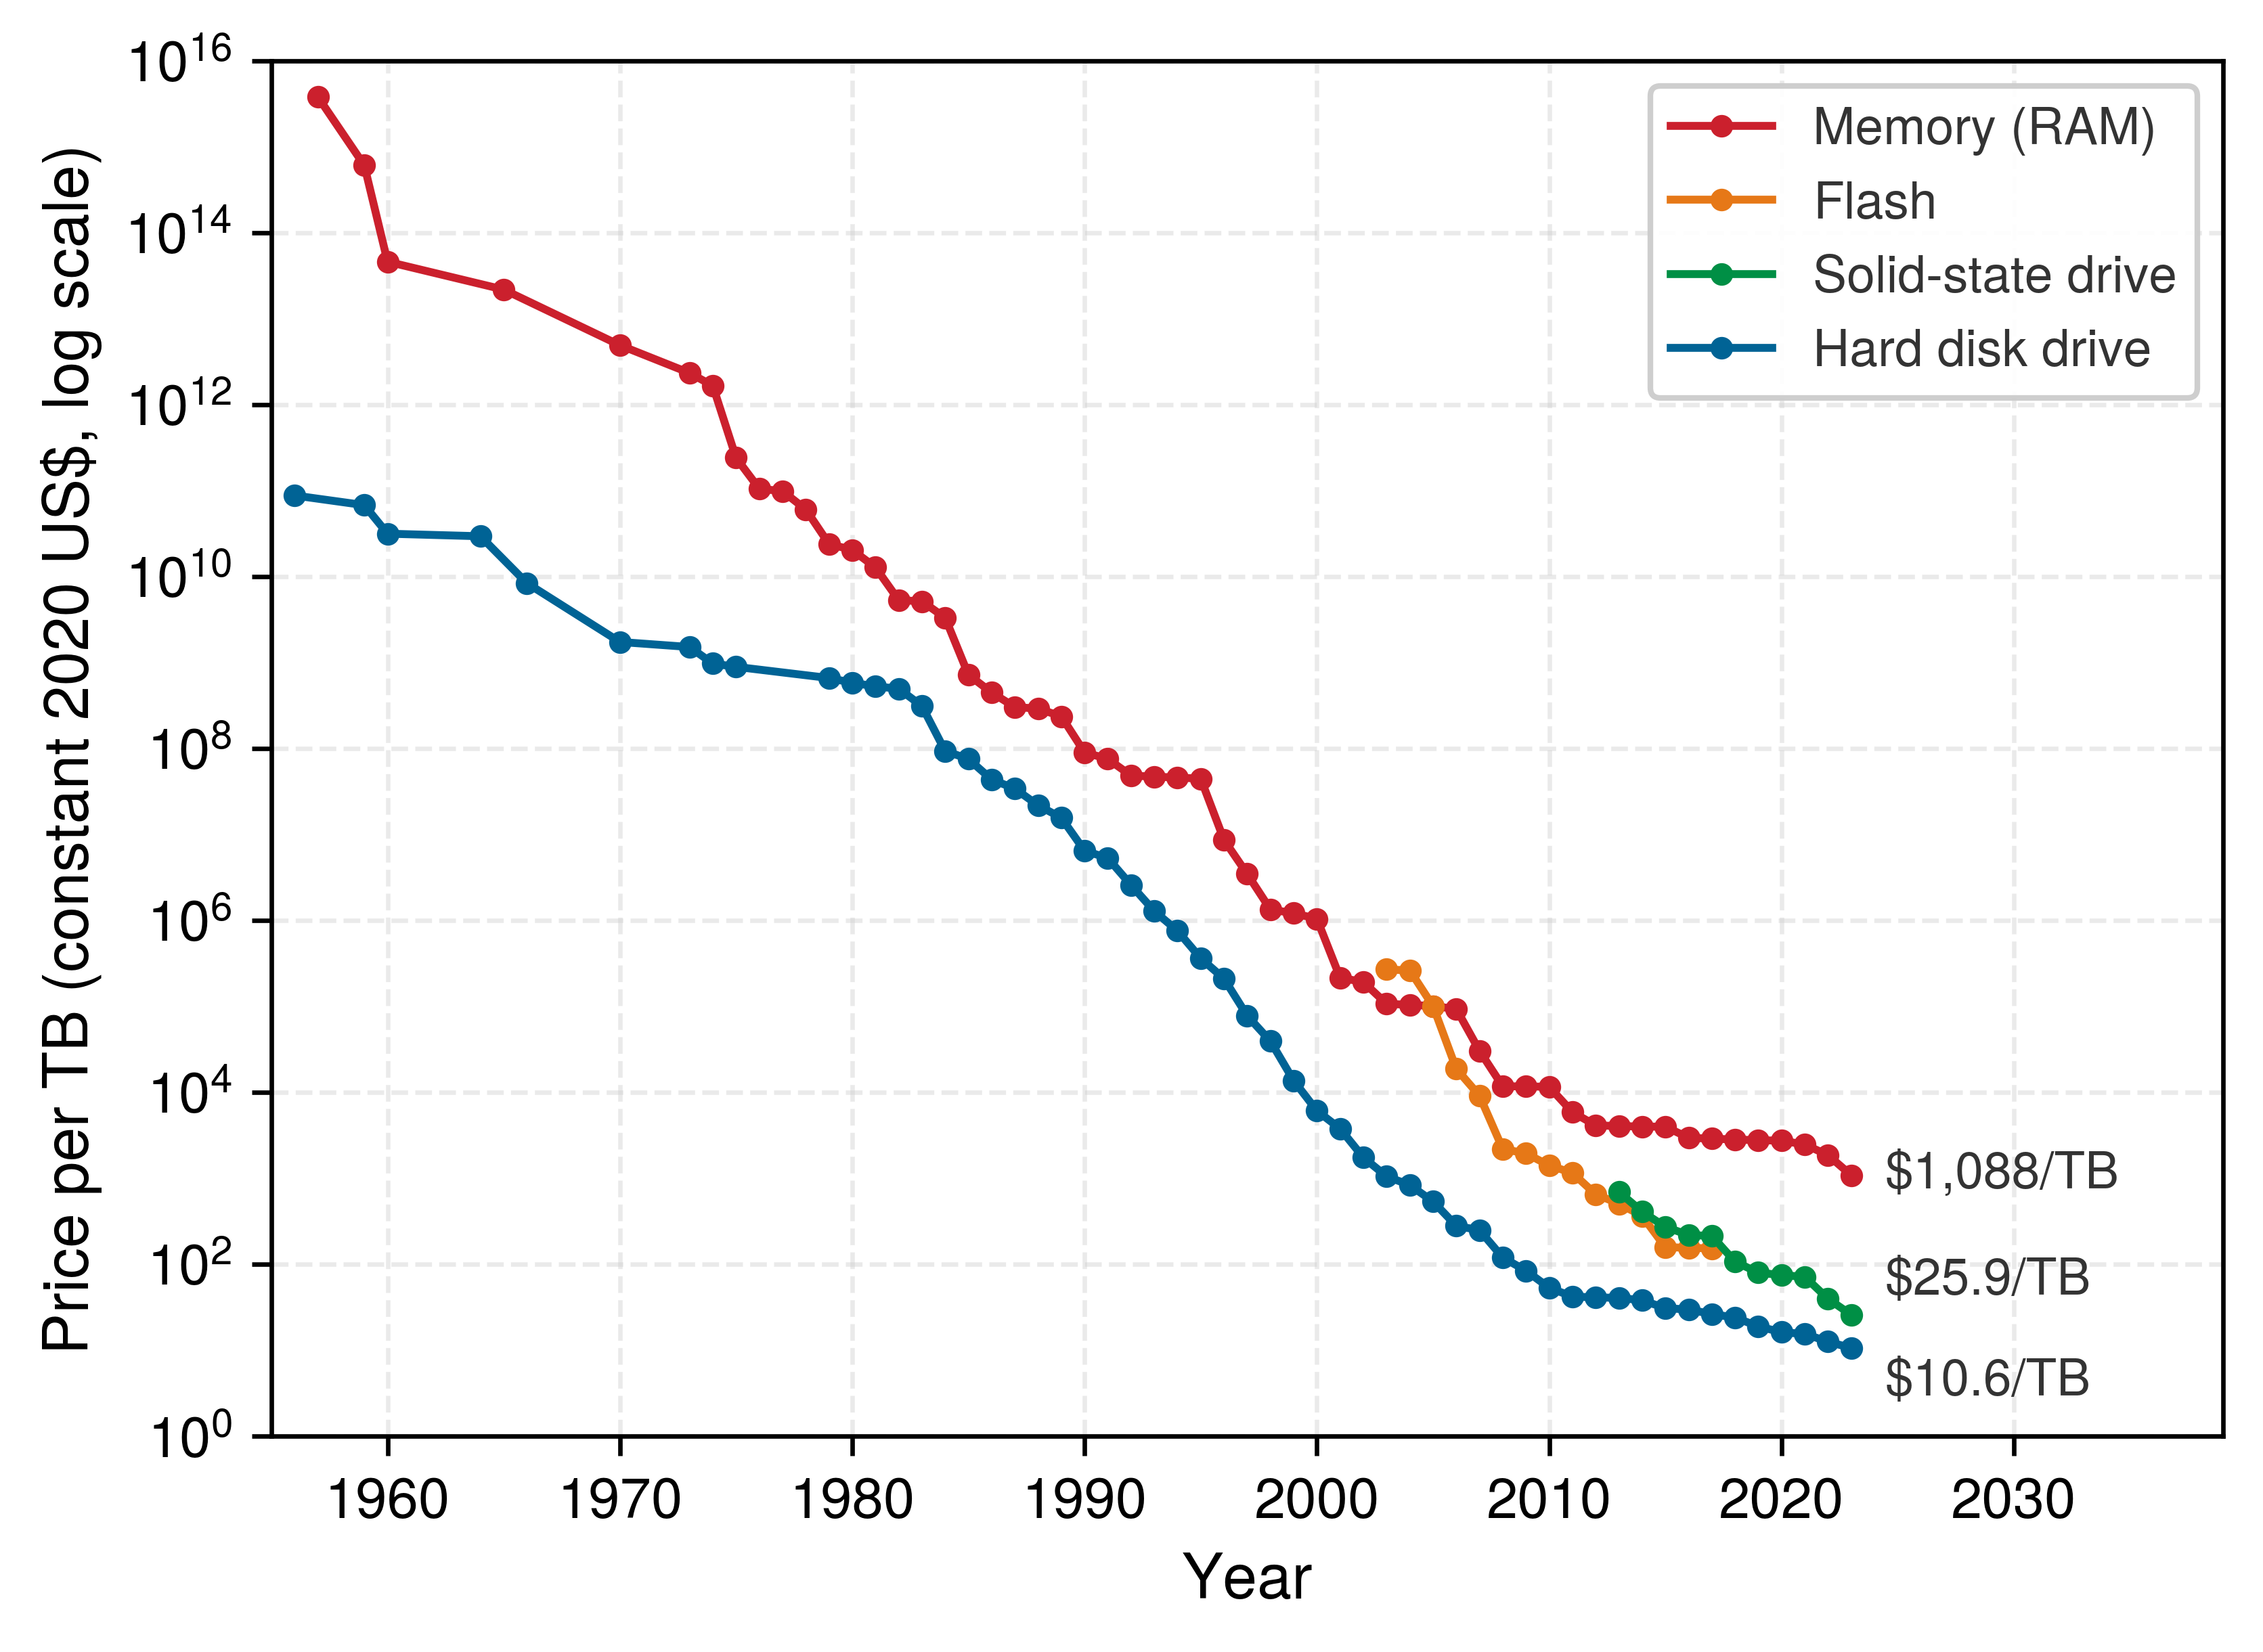 Price per TB (constant 2020 US$, log scale)
10^16
10^14
10^12
10^10
10^8
10^6
10^4
10^2
10^0
Memory (RAM)
Flash
Solid-state drive
Hard disk drive
$1,088/TB
$25.9/TB
$10.6/TB
1960 1970 1980 1990 2000 2010 2020 2030
Year